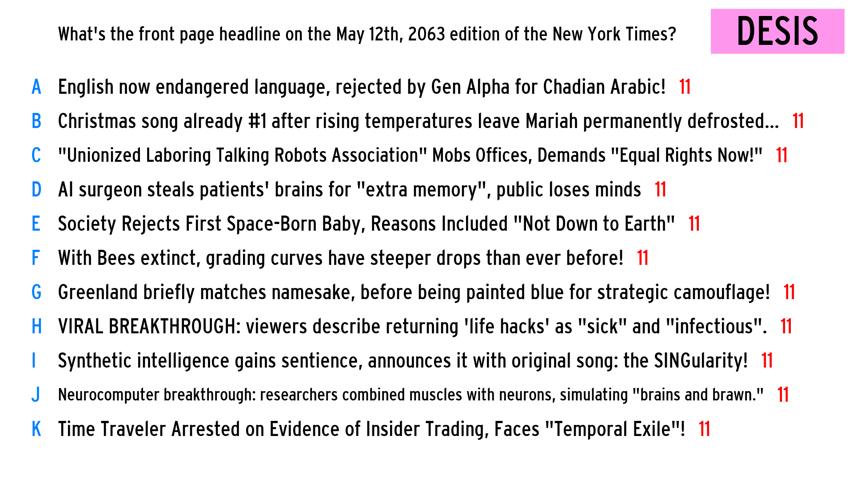 What's the front page headline on the May 12th, 2063 edition of the New York Times?
DESIS
A English now endangered language, rejected by Gen Alpha for Chadian Arabic! 11
B Christmas song already #1 after rising temperatures leave Mariah permanently defrosted... 11
C "Unionized Laboring Talking Robots Association" Mobs Offices, Demands "Equal Rights Now!" 11
D AI surgeon steals patients' brains for "extra memory", public loses minds 11
E Society Rejects First Space-Born Baby, Reasons Included "Not Down to Earth" 11
F With Bees extinct, grading curves have steeper drops than ever before! 11
G Greenland briefly matches namesake, before being painted blue for strategic camouflage! 11
H VIRAL BREAKTHROUGH: viewers describe returning 'life hacks' as "sick" and "infectious". 11
I Synthetic intelligence gains sentience, announces it with original song: the SINGularity! 11
J Neurocomputer breakthrough: researchers combined muscles with neurons, simulating "brains and brawn." 11
K Time Traveler Arrested on Evidence of Insider Trading, Faces "Temporal Exile"! 11